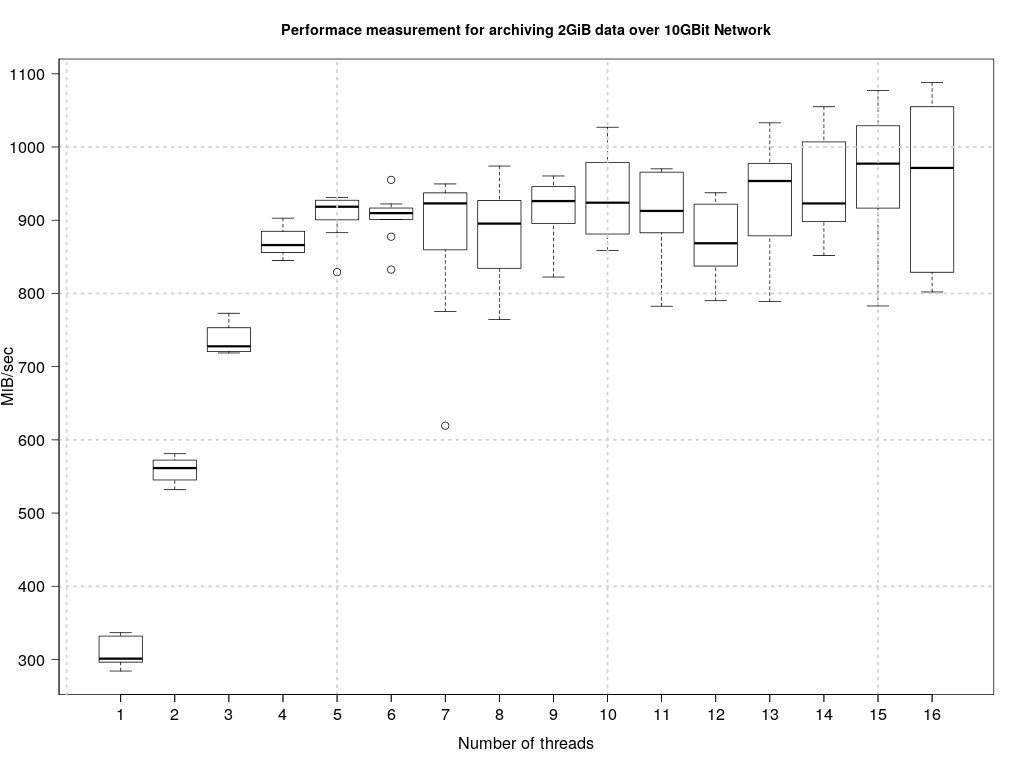 Performace measurement for archiving 2GiB data over 10GBit Network
1100
1000
900
800
700
600
500
400
300
MiB/sec
1 2 3 4 5 6 7 8 9 10 11 12 13 14 15 16
Number of threads